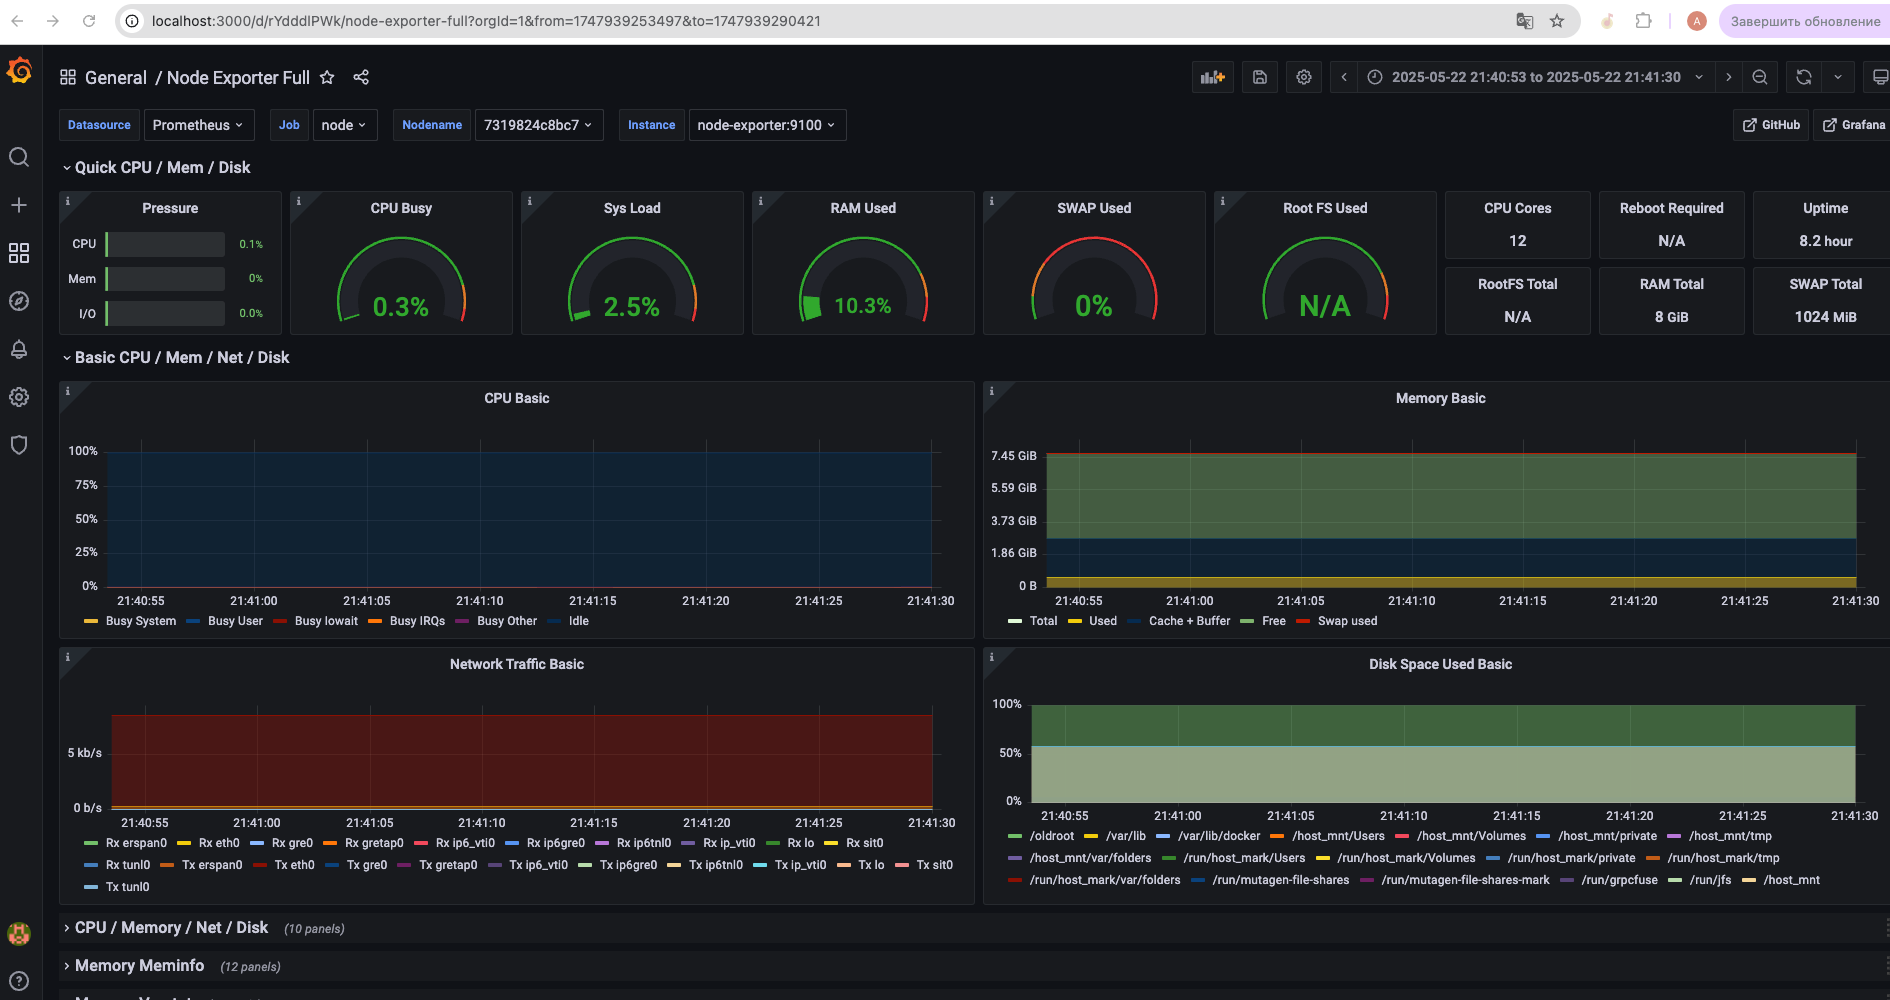 localhost:3000/d/rYdddlPWk/node-exporter-full?orgId=1&from=1747939253497&to=1747939290421
A
Завершить обновление
General / Node Exporter Full
2025-05-22 21:40:53 to 2025-05-22 21:41:30
Datasource Prometheus Job node Nodename 7319824c8bc7 Instance node-exporter:9100
GitHub Grafana
Quick CPU / Mem / Disk
Pressure
CPU 0.1%
Mem 0%
I/O 0.0%
CPU Busy
0.3%
Sys Load
2.5%
RAM Used
10.3%
SWAP Used
0%
Root FS Used
N/A
CPU Cores
12
Reboot Required
N/A
Uptime
8.2 hour
RootFS Total
N/A
RAM Total
8 GiB
SWAP Total
1024 MiB
Basic CPU / Mem / Net / Disk
CPU Basic
100%
75%
50%
25%
0%
21:40:55 21:41:00 21:41:05 21:41:10 21:41:15 21:41:20 21:41:25 21:41:30
Busy System Busy User Busy Iowait Busy IRQs Busy Other Idle
Memory Basic
7.45 GiB
5.59 GiB
3.73 GiB
1.86 GiB
0 B
21:40:55 21:41:00 21:41:05 21:41:10 21:41:15 21:41:20 21:41:25 21:41:30
Total Used Cache + Buffer Free Swap used
Network Traffic Basic
5 kb/s
0 b/s
21:40:55 21:41:00 21:41:05 21:41:10 21:41:15 21:41:20 21:41:25 21:41:30
Rx erspan0 Rx eth0 Rx gre0 Rx gretap0 Rx ip6_vti0 Rx ip6gre0 Rx ip6tnl0 Rx ip_vti0 Rx lo Rx sit0
Rx tunl0 Tx erspan0 Tx eth0 Tx gre0 Tx gretap0 Tx ip6_vti0 Tx ip6gre0 Tx ip6tnl0 Tx ip_vti0 Tx lo Tx sit0
Tx tunl0
Disk Space Used Basic
100%
50%
0%
21:40:55 21:41:00 21:41:05 21:41:10 21:41:15 21:41:20 21:41:25 21:41:30
/oldroot /var/lib /var/lib/docker /host_mnt/Users /host_mnt/Volumes /host_mnt/private /host_mnt/tmp
/host_mnt/var/folders /run/host_mark/Users /run/host_mark/Volumes /run/host_mark/private /run/host_mark/tmp
/run/host_mark/var/folders /run/mutagen-file-shares /run/mutagen-file-shares-mark /run/grpcfuse /run/jfs /host_mnt
CPU / Memory / Net / Disk (10 panels)
Memory Meminfo (12 panels)